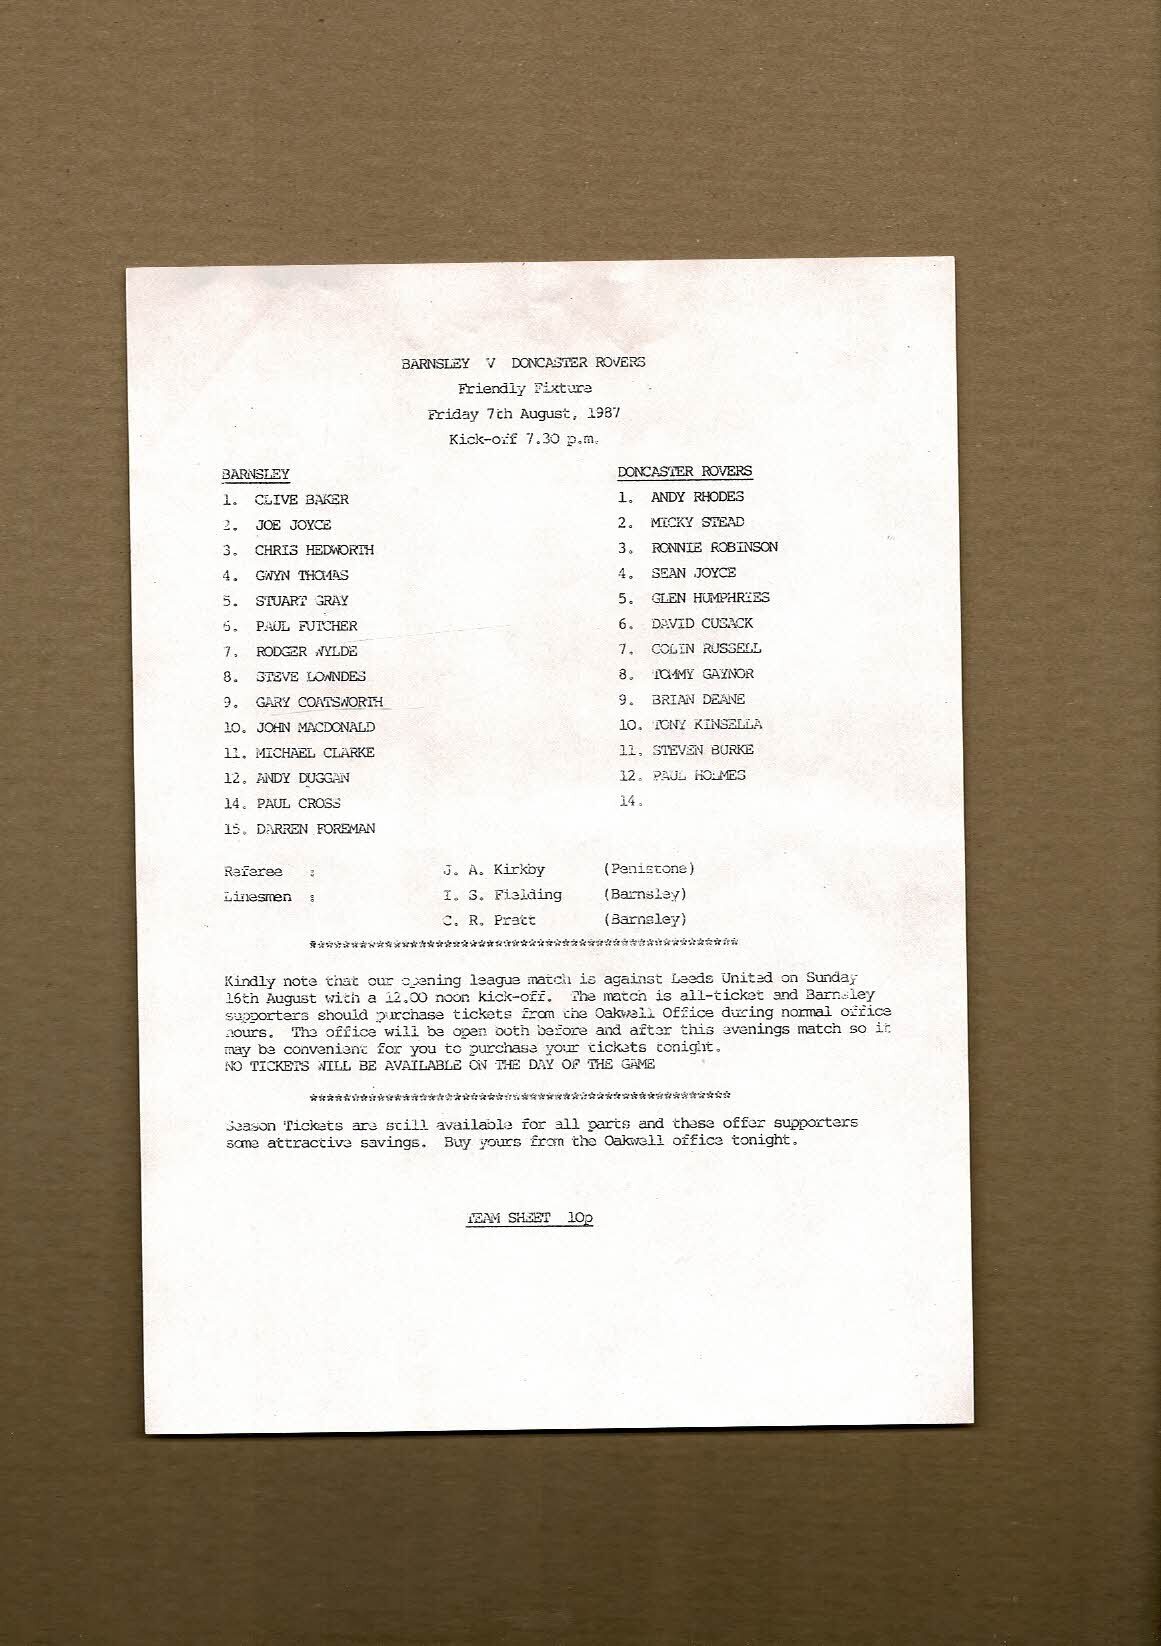 BARNSLEY V DONCASTER ROVERS
Friendly Fixture
Friday 7th August, 1987
Kick-off 7.30 p.m.
BARNSLEY DONCASTER ROVERS
1. CLIVE BAKER 1. ANDY RHODES
2. JOE JOYCE 2. MICKY STEAD
3. CHRIS HEDWORTH 3. RONNIE ROBINSON
4. GWYN THOMAS 4. SEAN JOYCE
5. STUART GRAY 5. GLEN HUMPHRIES
6. PAUL FUTCHER 6. DAVID CUSACK
7. RODGER WYLDE 7. COLIN RUSSELL
8. STEVE LOWNDES 8. TOMMY GAYNOR
9. GARY COATSWORTH 9. BRIAN DEANE
10. JOHN MACDONALD 10. TONY KINSELLA
11. MICHAEL CLARKE 11. STEVEN BURKE
12. ANDY DUGGAN 12. PAUL HOLMES
14. PAUL CROSS 14.
15. DARREN FOREMAN
Referee : J. A. Kirkby (Penistone)
Linesmen : I. S. Fielding (Barnsley)
C. R. Pratt (Barnsley)
**************************************************
Kindly note that our opening league match is against Leeds United on Sunday
16th August with a 12.00 noon kick-off. The match is all-ticket and Barnsley
supporters should purchase tickets from the Oakwell Office during normal office
hours. The office will be open both before and after this evenings match so it
may be convenient for you to purchase your tickets tonight.
NO TICKETS WILL BE AVAILABLE ON THE DAY OF THE GAME
*************************************************
Season Tickets are still available for all parts and these offer supporters
some attractive savings. Buy yours from the Oakwell office tonight.
TEAM SHEET 10p